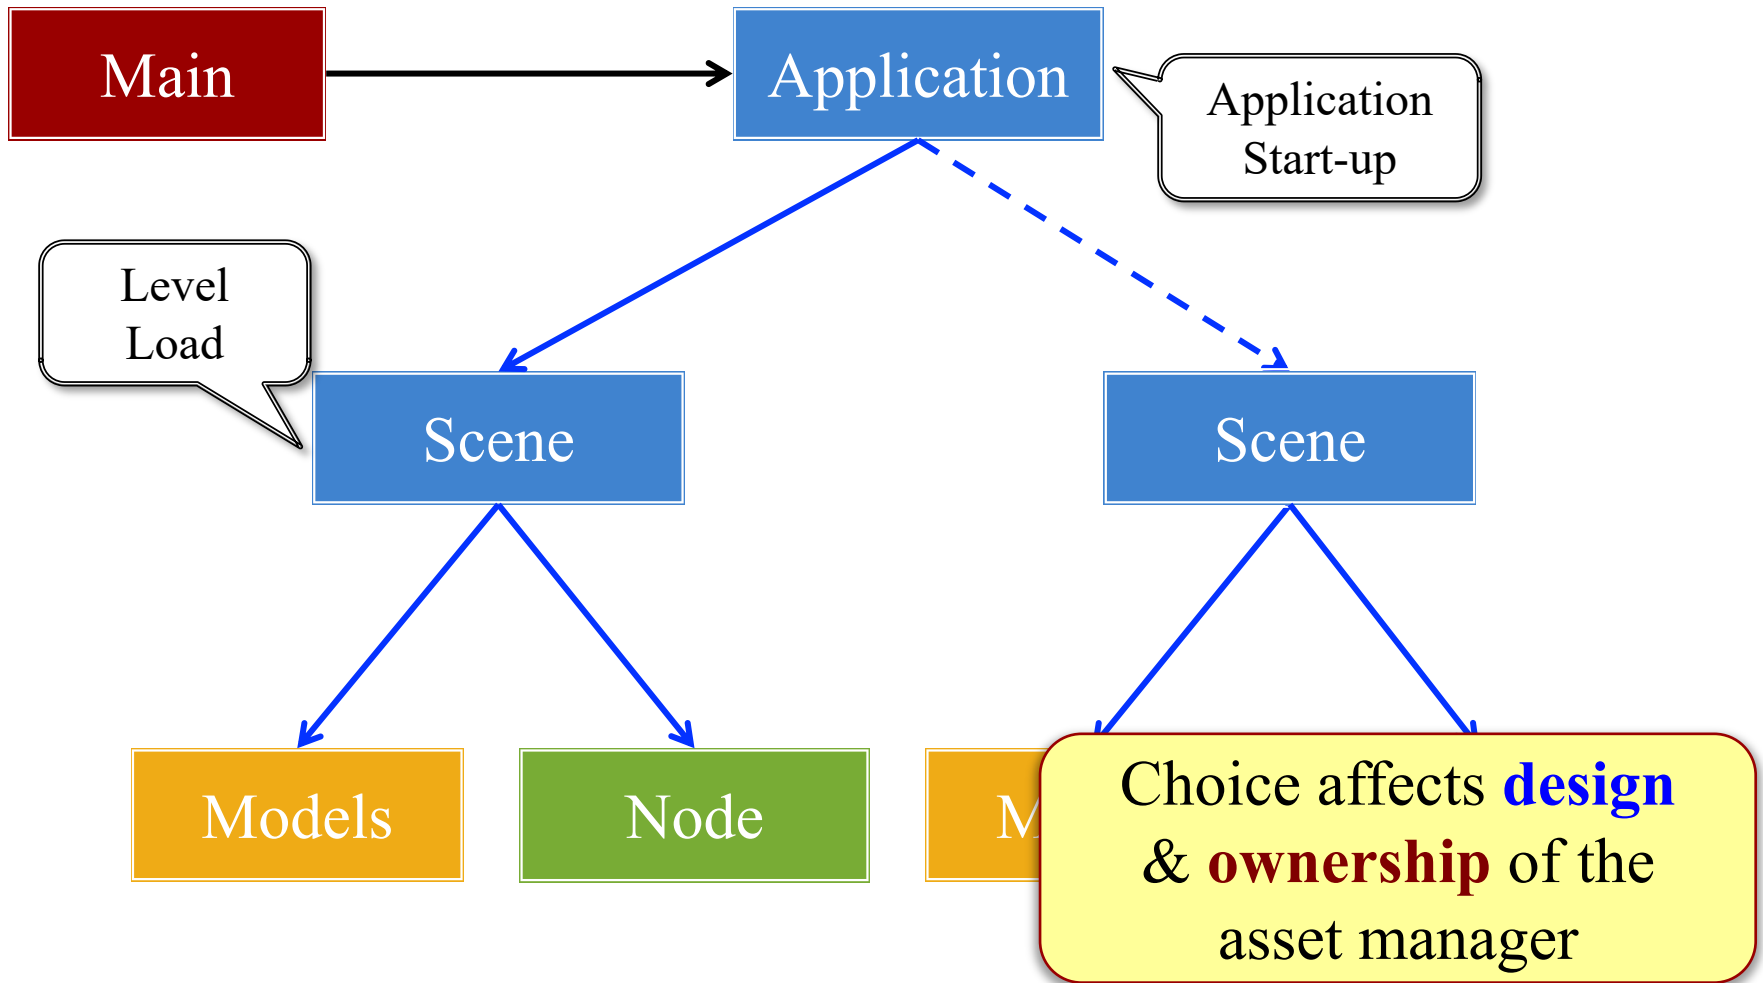 Main
Application
Application
Start-up
Level
Load
Scene
Scene
Models
Node
Choice affects design
& ownership of the
asset manager